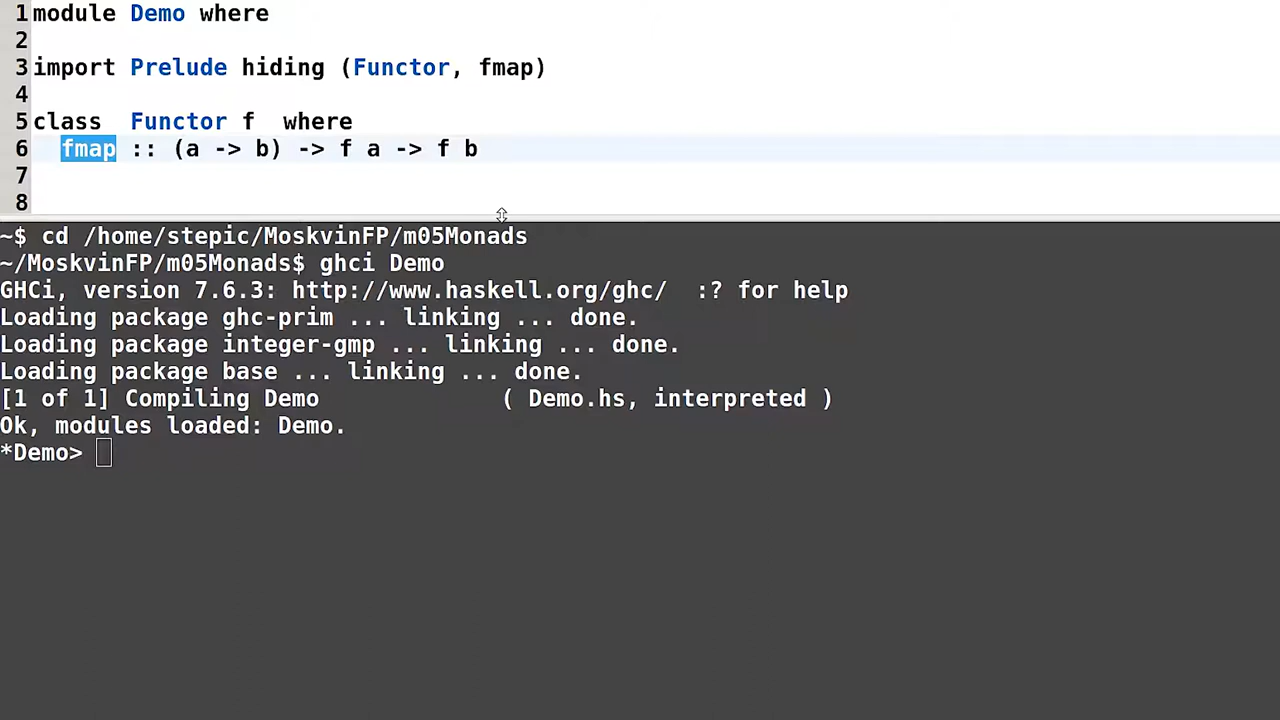 1 module Demo where
2
3 import Prelude hiding (Functor, fmap)
4
5 class  Functor f  where
6   fmap :: (a -> b) -> f a -> f b
7
8
~$ cd /home/stepic/MoskvinFP/m05Monads
~/MoskvinFP/m05Monads$ ghci Demo
GHCi, version 7.6.3: http://www.haskell.org/ghc/  :? for help
Loading package ghc-prim ... linking ... done.
Loading package integer-gmp ... linking ... done.
Loading package base ... linking ... done.
[1 of 1] Compiling Demo             ( Demo.hs, interpreted )
Ok, modules loaded: Demo.
*Demo>